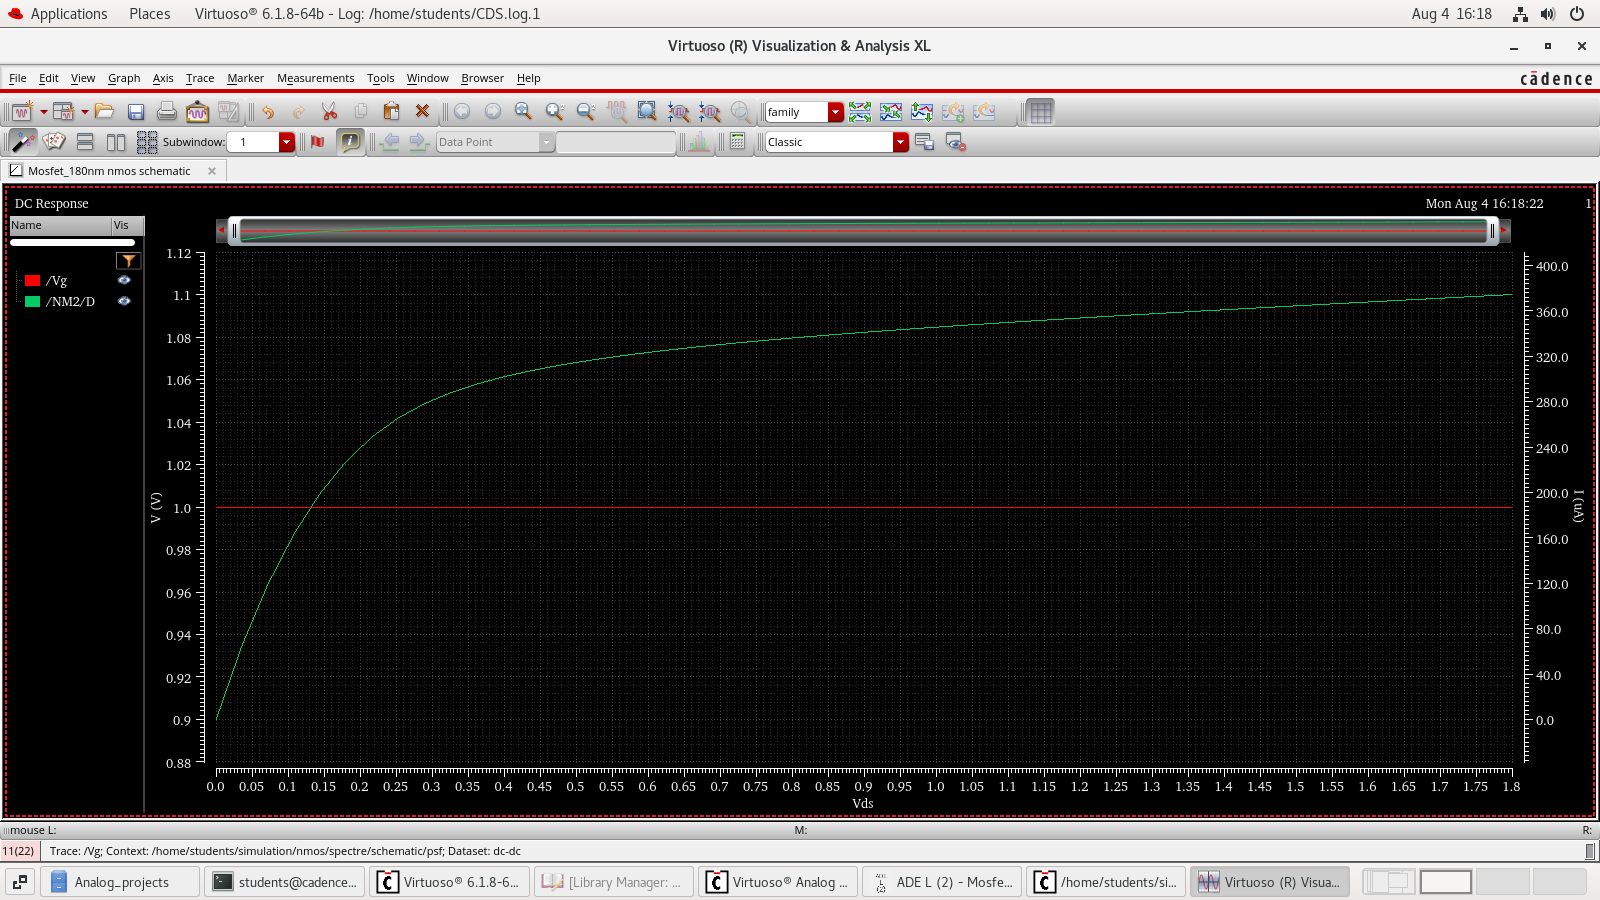 Applications Places Virtuoso® 6.1.8-64b - Log: /home/students/CDS.log.1 Aug 4 16:18
Virtuoso (R) Visualization & Analysis XL
File Edit View Graph Axis Trace Marker Measurements Tools Window Browser Help cādence
family
Subwindow: 1 Data Point Classic
Mosfet_180nm nmos schematic
DC Response Mon Aug 4 16:18:22 1
Name Vis
/Vg
/NM2/D
1.12
1.1
1.08
1.06
1.04
1.02
1.0
0.98
0.96
0.94
0.92
0.9
0.88
V (V)
400.0
360.0
320.0
280.0
240.0
200.0
160.0
120.0
80.0
40.0
0.0
I (uA)
0.0 0.05 0.1 0.15 0.2 0.25 0.3 0.35 0.4 0.45 0.5 0.55 0.6 0.65 0.7 0.75 0.8 0.85 0.9 0.95 1.0 1.05 1.1 1.15 1.2 1.25 1.3 1.35 1.4 1.45 1.5 1.55 1.6 1.65 1.7 1.75 1.8
Vds
mouse L: M: R:
11(22) Trace: /Vg; Context: /home/students/simulation/nmos/spectre/schematic/psf; Dataset: dc-dc
Analog_projects students@cadence... Virtuoso® 6.1.8-6... [Library Manager: ... Virtuoso® Analog ... ADE L (2) - Mosfe... /home/students/si... Virtuoso (R) Visua...